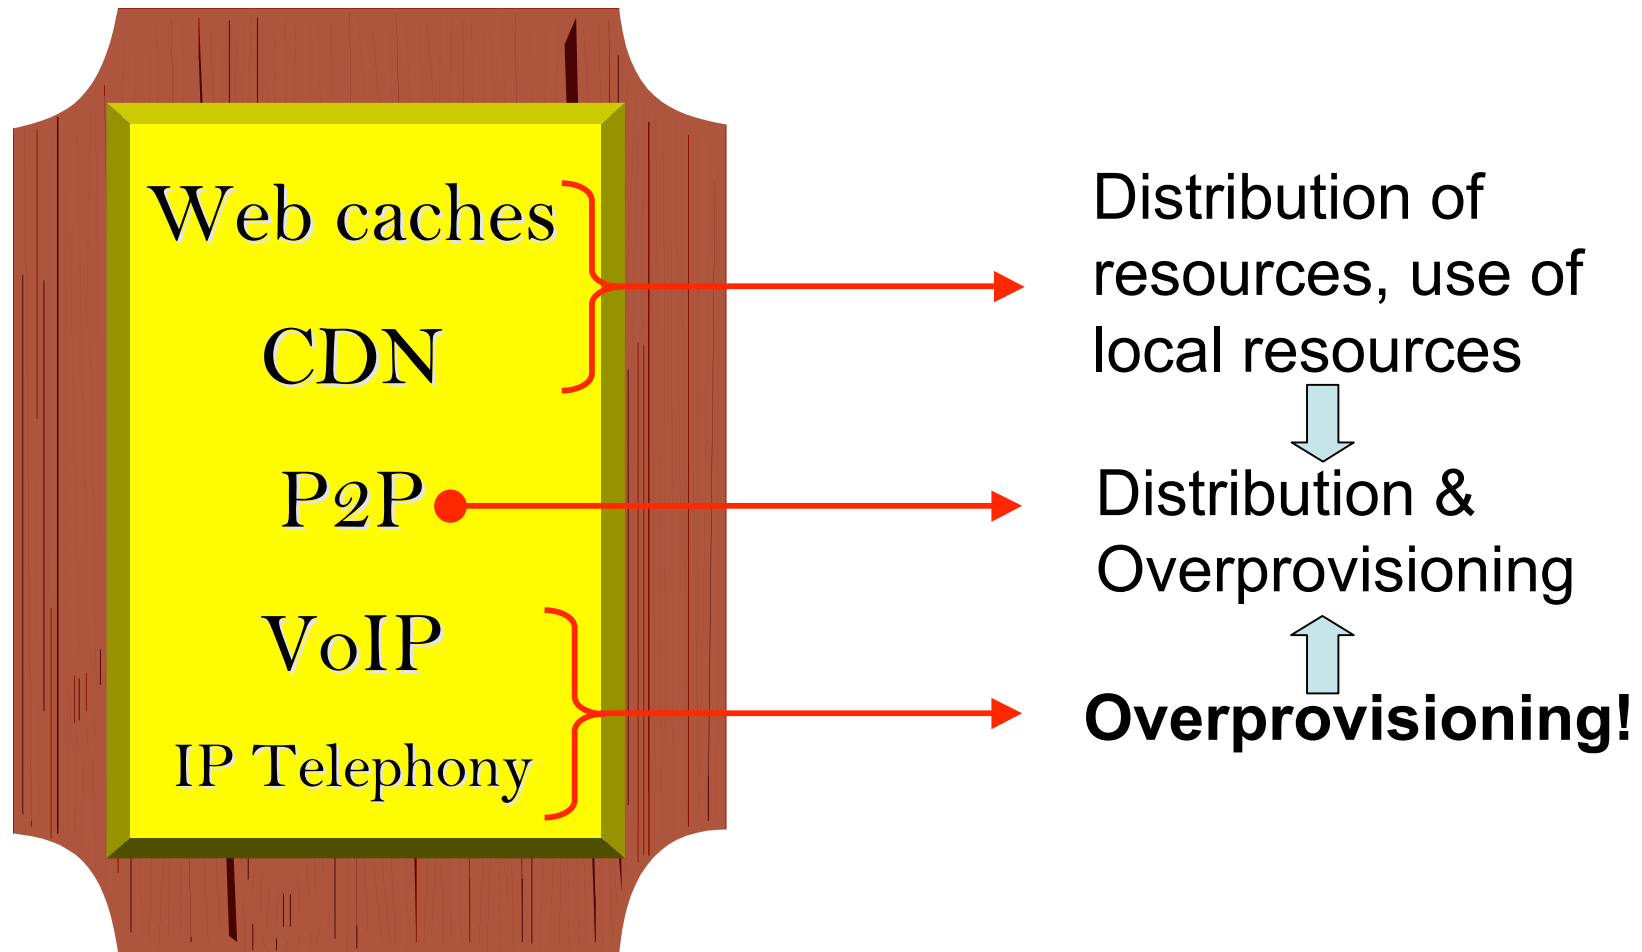 Web caches
CDN
P2P
VoIP
IP Telephony
Distribution of
resources, use of
local resources
Distribution &
Overprovisioning
Overprovisioning!